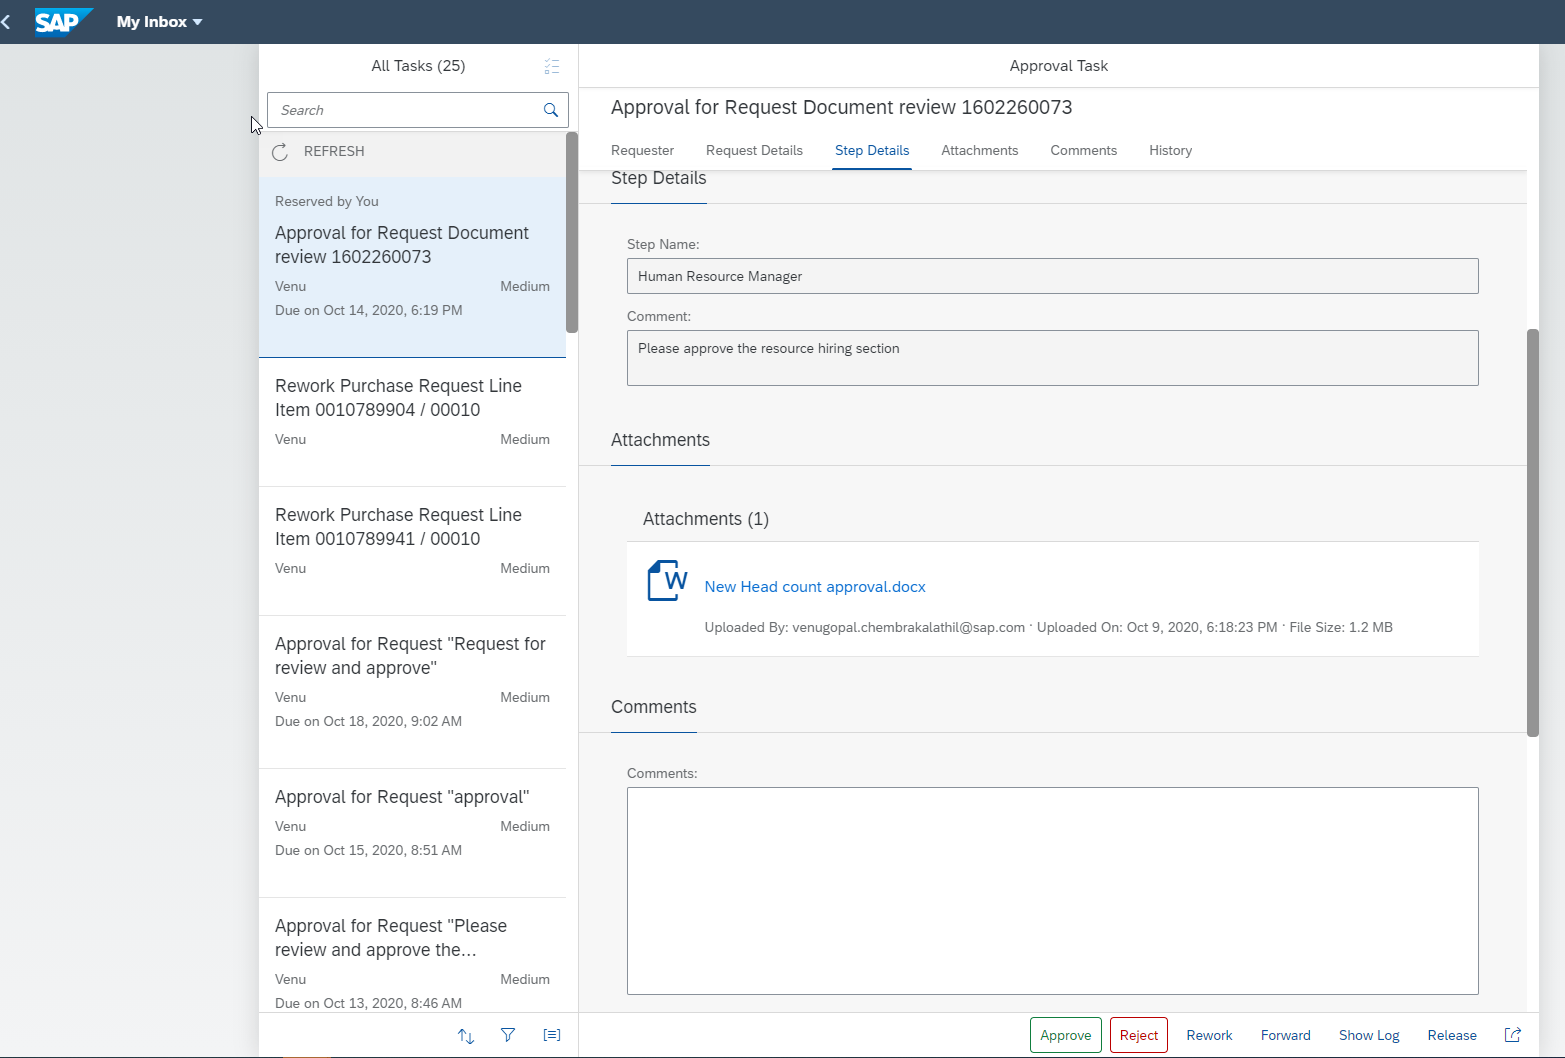 SAP
My Inbox
All Tasks (25)
Search
REFRESH
Reserved by You
Approval for Request Document
review 1602260073
Venu Medium
Due on Oct 14, 2020, 6:19 PM
Rework Purchase Request Line
Item 0010789904 / 00010
Venu Medium
Rework Purchase Request Line
Item 0010789941 / 00010
Venu Medium
Approval for Request "Request for
review and approve"
Venu Medium
Due on Oct 18, 2020, 9:02 AM
Approval for Request "approval"
Venu Medium
Due on Oct 15, 2020, 8:51 AM
Approval for Request "Please
review and approve the...
Venu Medium
Due on Oct 13, 2020, 8:46 AM
Approval Task
Approval for Request Document review 1602260073
Requester Request Details Step Details Attachments Comments History
Step Details
Step Name:
Human Resource Manager
Comment:
Please approve the resource hiring section
Attachments
Attachments (1)
W
New Head count approval.docx
Uploaded By: venugopal.chembrakalathil@sap.com · Uploaded On: Oct 9, 2020, 6:18:23 PM · File Size: 1.2 MB
Comments
Comments:
Approve Reject Rework Forward Show Log Release